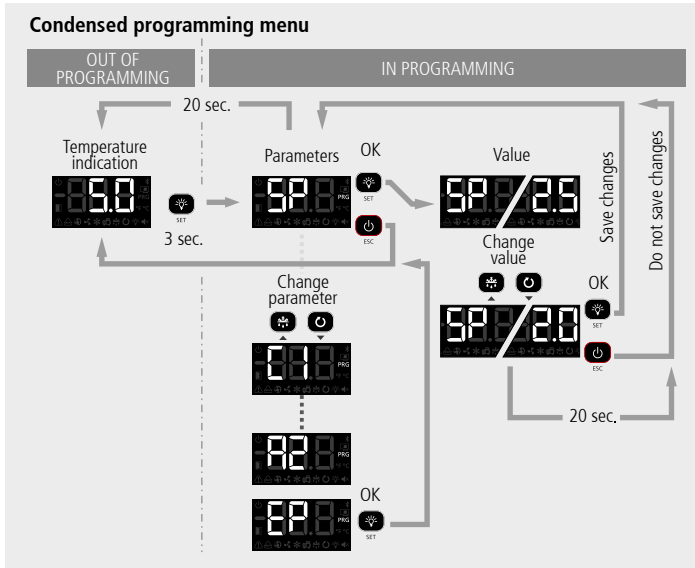 Condensed programming menu
OUT OF
PROGRAMMING
IN PROGRAMMING
20 sec.
Temperature
indication
Parameters
OK
Value
5.0
SET
SP
PRG
SET
SP
2.5
3 sec.
ESC
Change
value
Save changes
Do not save changes
Change
parameter
OK
SP
2.0
SET
C1
PRG
ESC
20 sec.
A2
PRG
EP
PRG
OK
SET